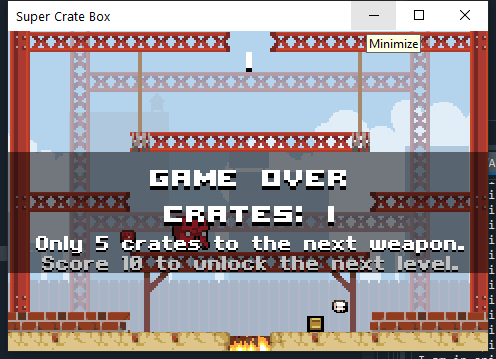 Super Crate Box
Minimize
1
GAME OVER
CRATES: 1
Only 5 crates to the next weapon.
Score 10 to unlock the next level.